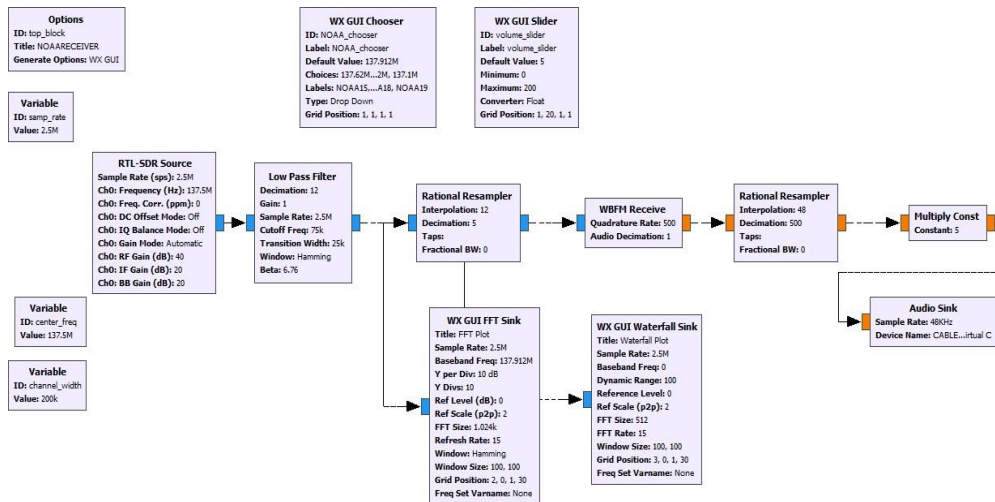 Options
ID: top_block
Title: NOAARECEIVER
Generate Options: WX GUI
WX GUI Chooser
ID: NOAA_chooser
Label: NOAA_chooser
Default Value: 137.912M
Choices: 137.62M...2M, 137.1M
Labels: NOAA15,...A18, NOAA19
Type: Drop Down
Grid Position: 1, 1, 1, 1
WX GUI Slider
ID: volume_slider
Label: volume_slider
Default Value: 5
Minimum: 0
Maximum: 200
Converter: Float
Grid Position: 1, 20, 1, 1
Variable
ID: samp_rate
Value: 2.5M
RTL-SDR Source
Sample Rate (sps): 2.5M
Ch0: Frequency (Hz): 137.5M
Ch0: Freq. Corr. (ppm): 0
Ch0: DC Offset Mode: Off
Ch0: IQ Balance Mode: Off
Ch0: Gain Mode: Automatic
Ch0: RF Gain (dB): 40
Ch0: IF Gain (dB): 20
Ch0: BB Gain (dB): 20
Low Pass Filter
Decimation: 12
Gain: 1
Sample Rate: 2.5M
Cutoff Freq: 75k
Transition Width: 25k
Window: Hamming
Beta: 6.76
Rational Resampler
Interpolation: 12
Decimation: 5
Taps:
Fractional BW: 0
WBFM Receive
Quadrature Rate: 500
Audio Decimation: 1
Rational Resampler
Interpolation: 48
Decimation: 500
Taps:
Fractional BW: 0
Multiply Const
Constant: 5
Variable
ID: center_freq
Value: 137.5M
Variable
ID: channel_width
Value: 200k
WX GUI FFT Sink
Title: FFT Plot
Sample Rate: 2.5M
Baseband Freq: 137.912M
Y per Div: 10 dB
Y Divs: 10
Ref Level (dB): 0
Ref Scale (p2p): 2
FFT Size: 1.024k
Refresh Rate: 15
Window: Hamming
Window Size: 100, 100
Grid Position: 2, 0, 1, 30
Freq Set Varname: None
WX GUI Waterfall Sink
Title: Waterfall Plot
Sample Rate: 2.5M
Baseband Freq: 0
Dynamic Range: 100
Reference Level: 0
Ref Scale (p2p): 2
FFT Size: 512
FFT Rate: 15
Window Size: 100, 100
Grid Position: 3, 0, 1, 30
Freq Set Varname: None
Audio Sink
Sample Rate: 48KHz
Device Name: CABLE...irtual C